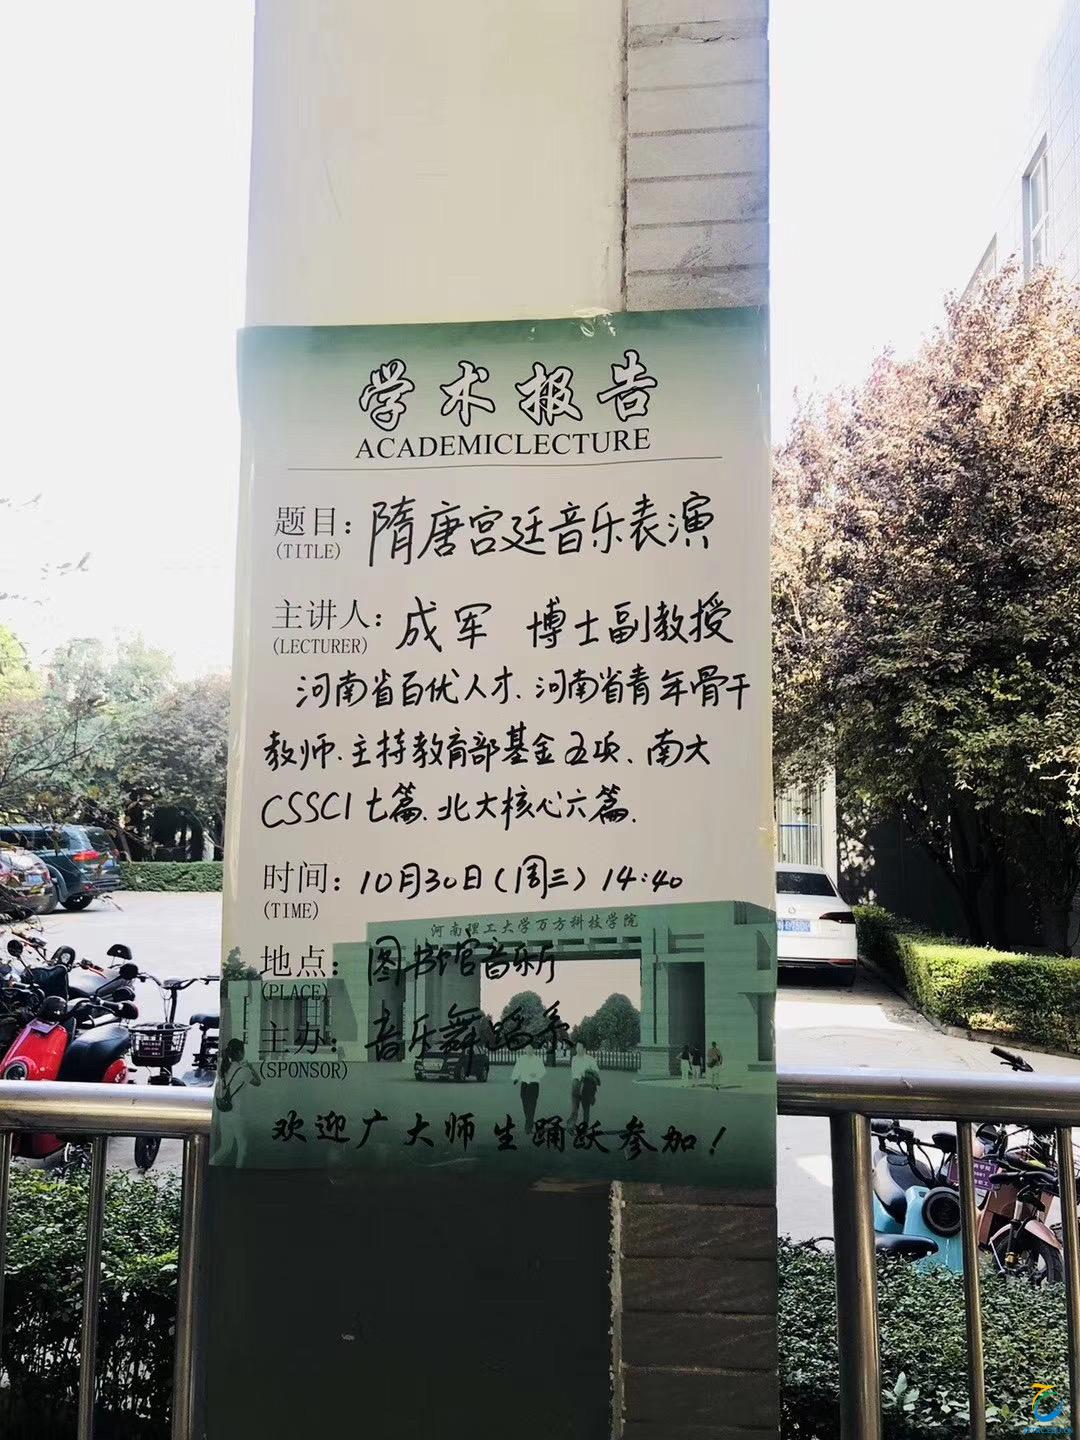 学术报告
ACADEMICLECTURE
题目：隋唐宫廷音乐表演
(TITLE)
主讲人：成军 博士副教授
(LECTURER)
河南省百优人才、河南省青年骨干
教师、主持教育部基金五项、南大
CSSCI七篇、北大核心六篇.
时间：10月30日(周三) 14:40
(TIME)
河南理工大学万方科技学院
地点：图书馆音乐厅
(PLACE)
主办：音乐舞蹈系
(SPONSOR)
欢迎广大师生踊跃参加！